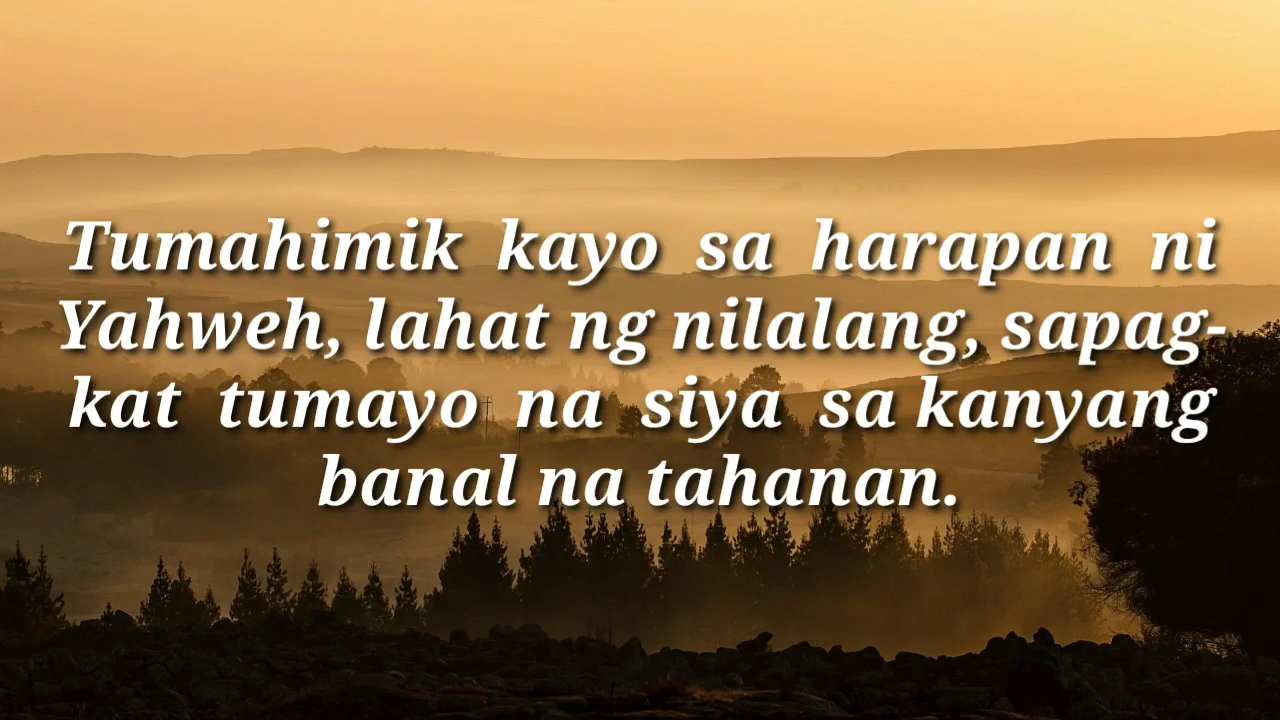 Tumahimik kayo sa harapan ni
Yahweh, lahat ng nilalang, sapag-
kat tumayo na siya sa kanyang
banal na tahanan.